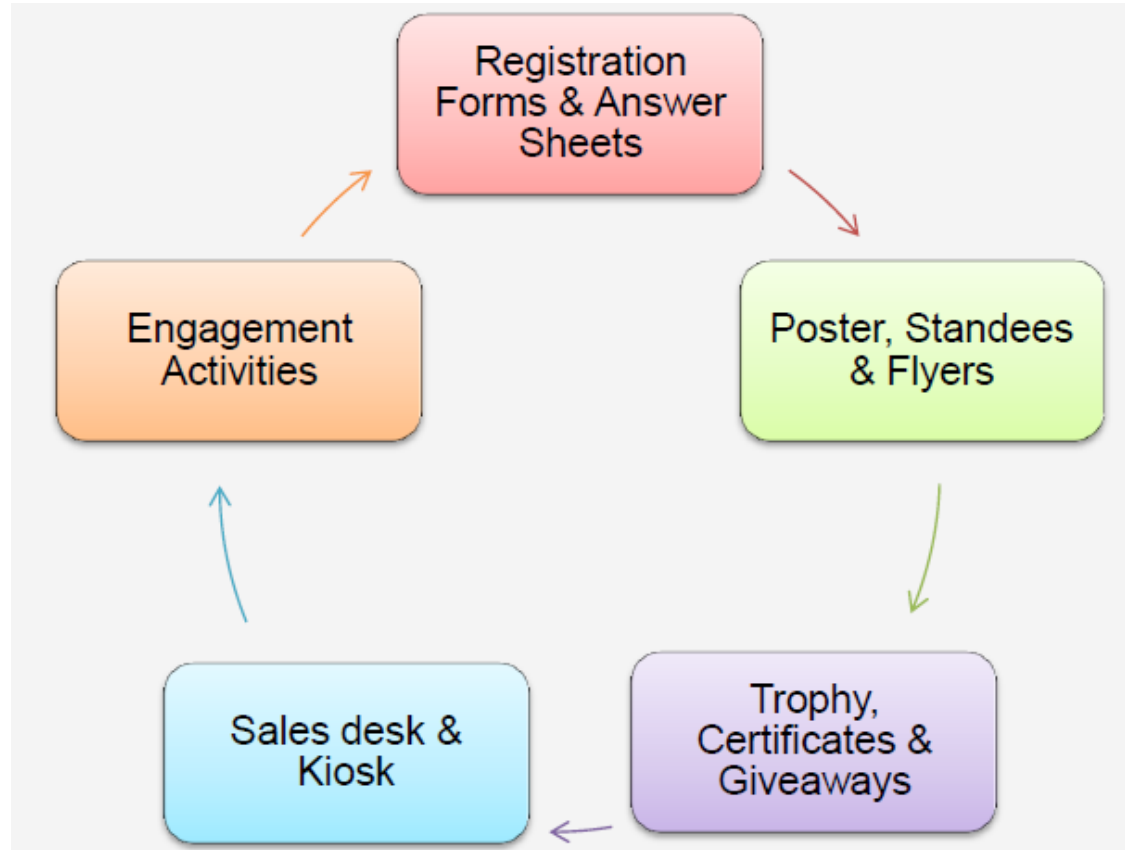 Registration
Forms & Answer
Sheets
Poster, Standees
& Flyers
Trophy,
Certificates &
Giveaways
Sales desk &
Kiosk
Engagement
Activities